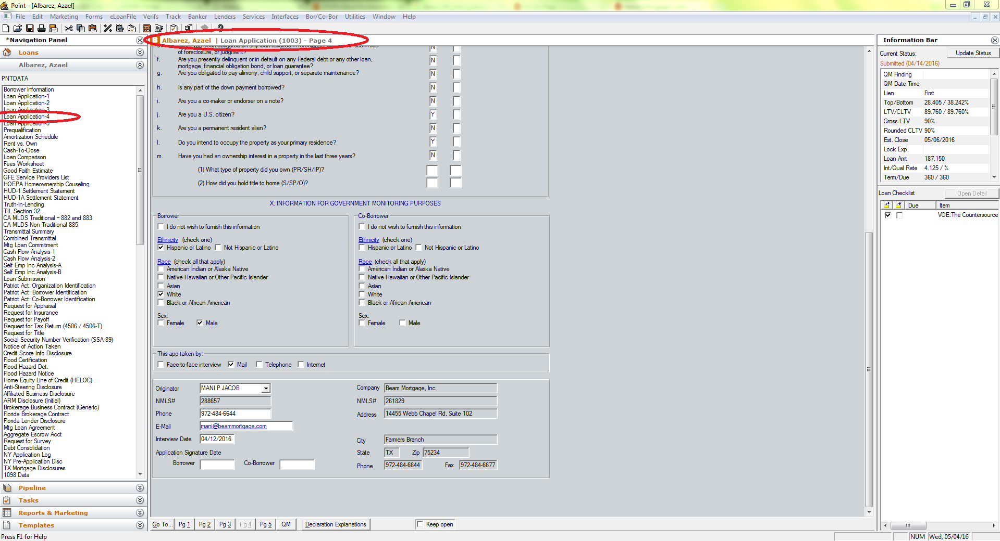 Point - [Albarez, Azael]
File Edit Marketing Forms eLoanFile Verifs Track Banker Lenders Services Interfaces Bor/Co-Bor Utilities Window Help
*Navigation Panel
Loans
Albarez, Azael
PNTDATA
Borrower Information
Loan Application-1
Loan Application-2
Loan Application-3
Loan Application-4
Loan Application-5
Prequalification
Amortization Schedule
Rent vs. Own
Cash-To-Close
Loan Comparison
Fees Worksheet
Good Faith Estimate
GFE Service Providers List
HOEPA Homeownership Couseling
HUD-1 Settlement Statement
HUD-1A Settlement Statement
Truth-In-Lending
TIL Section 32
CA MLDS Traditional – 882 and 883
CA MLDS Non-Traditional 885
Transmittal Summary
Combined Transmittal
Mtg Loan Commitment
Cash Flow Analysis-1
Cash Flow Analysis-2
Self Emp Inc Analysis-A
Self Emp Inc Analysis-B
Loan Submission
Patriot Act: Organization Identification
Patriot Act: Borrower Identification
Patriot Act: Co-Borrower Identification
Request for Appraisal
Request for Insurance
Request for Payoff
Request for Tax Return (4506 / 4506-T)
Request for Title
Social Security Number Verification (SSA-89)
Notice of Action Taken
Credit Score Info Disclosure
Flood Certification
Flood Hazard Det.
Flood Hazard Notice
Home Equity Line of Credit (HELOC)
Anti-Steering Disclosure
Affiliated Business Disclosure
ARM Disclosure (Initial)
Brokerage Business Contract (Generic)
Florida Brokerage Contract
Florida Lender Disclosure
Mtg Loan Agreement
Aggregate Escrow Acct
Request for Survey
Debt Consolidation
NY Application Log
NY Pre-Application Disc
TX Mortgage Disclosures
1098 Data
Pipeline
Tasks
Reports & Marketing
Templates
Press F1 for Help
B Albarez, Azael | Loan Application (1003) - Page 4
of foreclosure, or judgment? N
f. Are you presently delinquent or in default on any Federal debt or any other loan, N
mortgage, financial obligation bond, or loan guarantee?
g. Are you obligated to pay alimony, child support, or separate maintenance? N
h. Is any part of the down payment borrowed? N
i. Are you a co-maker or endorser on a note? N
j. Are you a U.S. citizen? Y
k. Are you a permanent resident alien? N
l. Do you intend to occupy the property as your primary residence? Y
m. Have you had an ownership interest in a property in the last three years? N
(1) What type of property did you own (PR/SH/IP)?
(2) How did you hold title to home (S/SP/O)?
X. INFORMATION FOR GOVERNMENT MONITORING PURPOSES
Borrower
I do not wish to furnish this information
Ethnicity (check one)
Hispanic or Latino Not Hispanic or Latino
Race (check all that apply)
American Indian or Alaska Native
Native Hawaiian or Other Pacific Islander
Asian
White
Black or African American
Sex:
Female Male
Co-Borrower
I do not wish to furnish this information
Ethnicity (check one)
Hispanic or Latino Not Hispanic or Latino
Race (check all that apply)
American Indian or Alaska Native
Native Hawaiian or Other Pacific Islander
Asian
White
Black or African American
Sex:
Female Male
This app taken by:
Face-to-face interview Mail Telephone Internet
Originator MANI P JACOB
NMLS# 288657
Phone 972-484-6644
E-Mail mani@beammortgage.com
Interview Date 04/12/2016
Application Signature Date
Borrower Co-Borrower
Company Beam Mortgage, Inc
NMLS# 261829
Address 14455 Webb Chapel Rd, Suite 102
City Farmers Branch
State TX Zip 75234
Phone 972-484-6644 Fax 972-484-6677
Go To... Pg 1 Pg 2 Pg 3 Pg 4 Pg 5 QM Declaration Explanations Keep open
Information Bar
Current Status: Update Status
Submitted (04/14/2016)
QM Finding
QM Date Time
Lien First
Top/Bottom 28.405 / 38.242%
LTV/CLTV 89.760 / 89.760%
Gross LTV 90%
Rounded CLTV 90%
Est. Close 05/06/2016
Lock Exp.
Loan Amt 187,150
Int/Qual Rate 4.125 / %
Term/Due 360 / 360
Loan Checklist Open Detail
Due Item
VOE:The Countersource
NUM Wed, 05/04/16